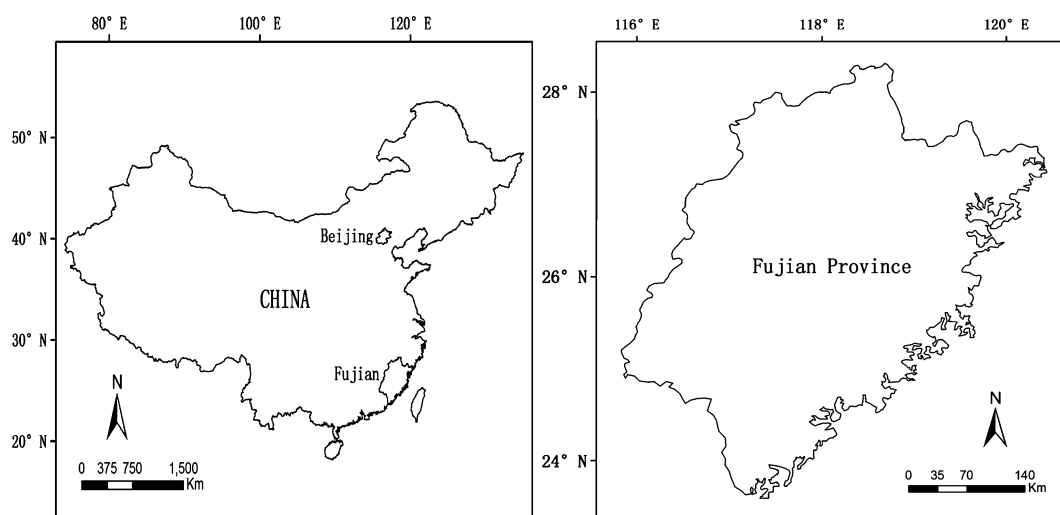 80° E 100° E 120° E
50° N
40° N
30° N
20° N
Beijing
CHINA
Fujian
N
0 375 750 1,500
Km
116° E 118° E 120° E
28° N
26° N
24° N
Fujian Province
N
0 35 70 140
Km